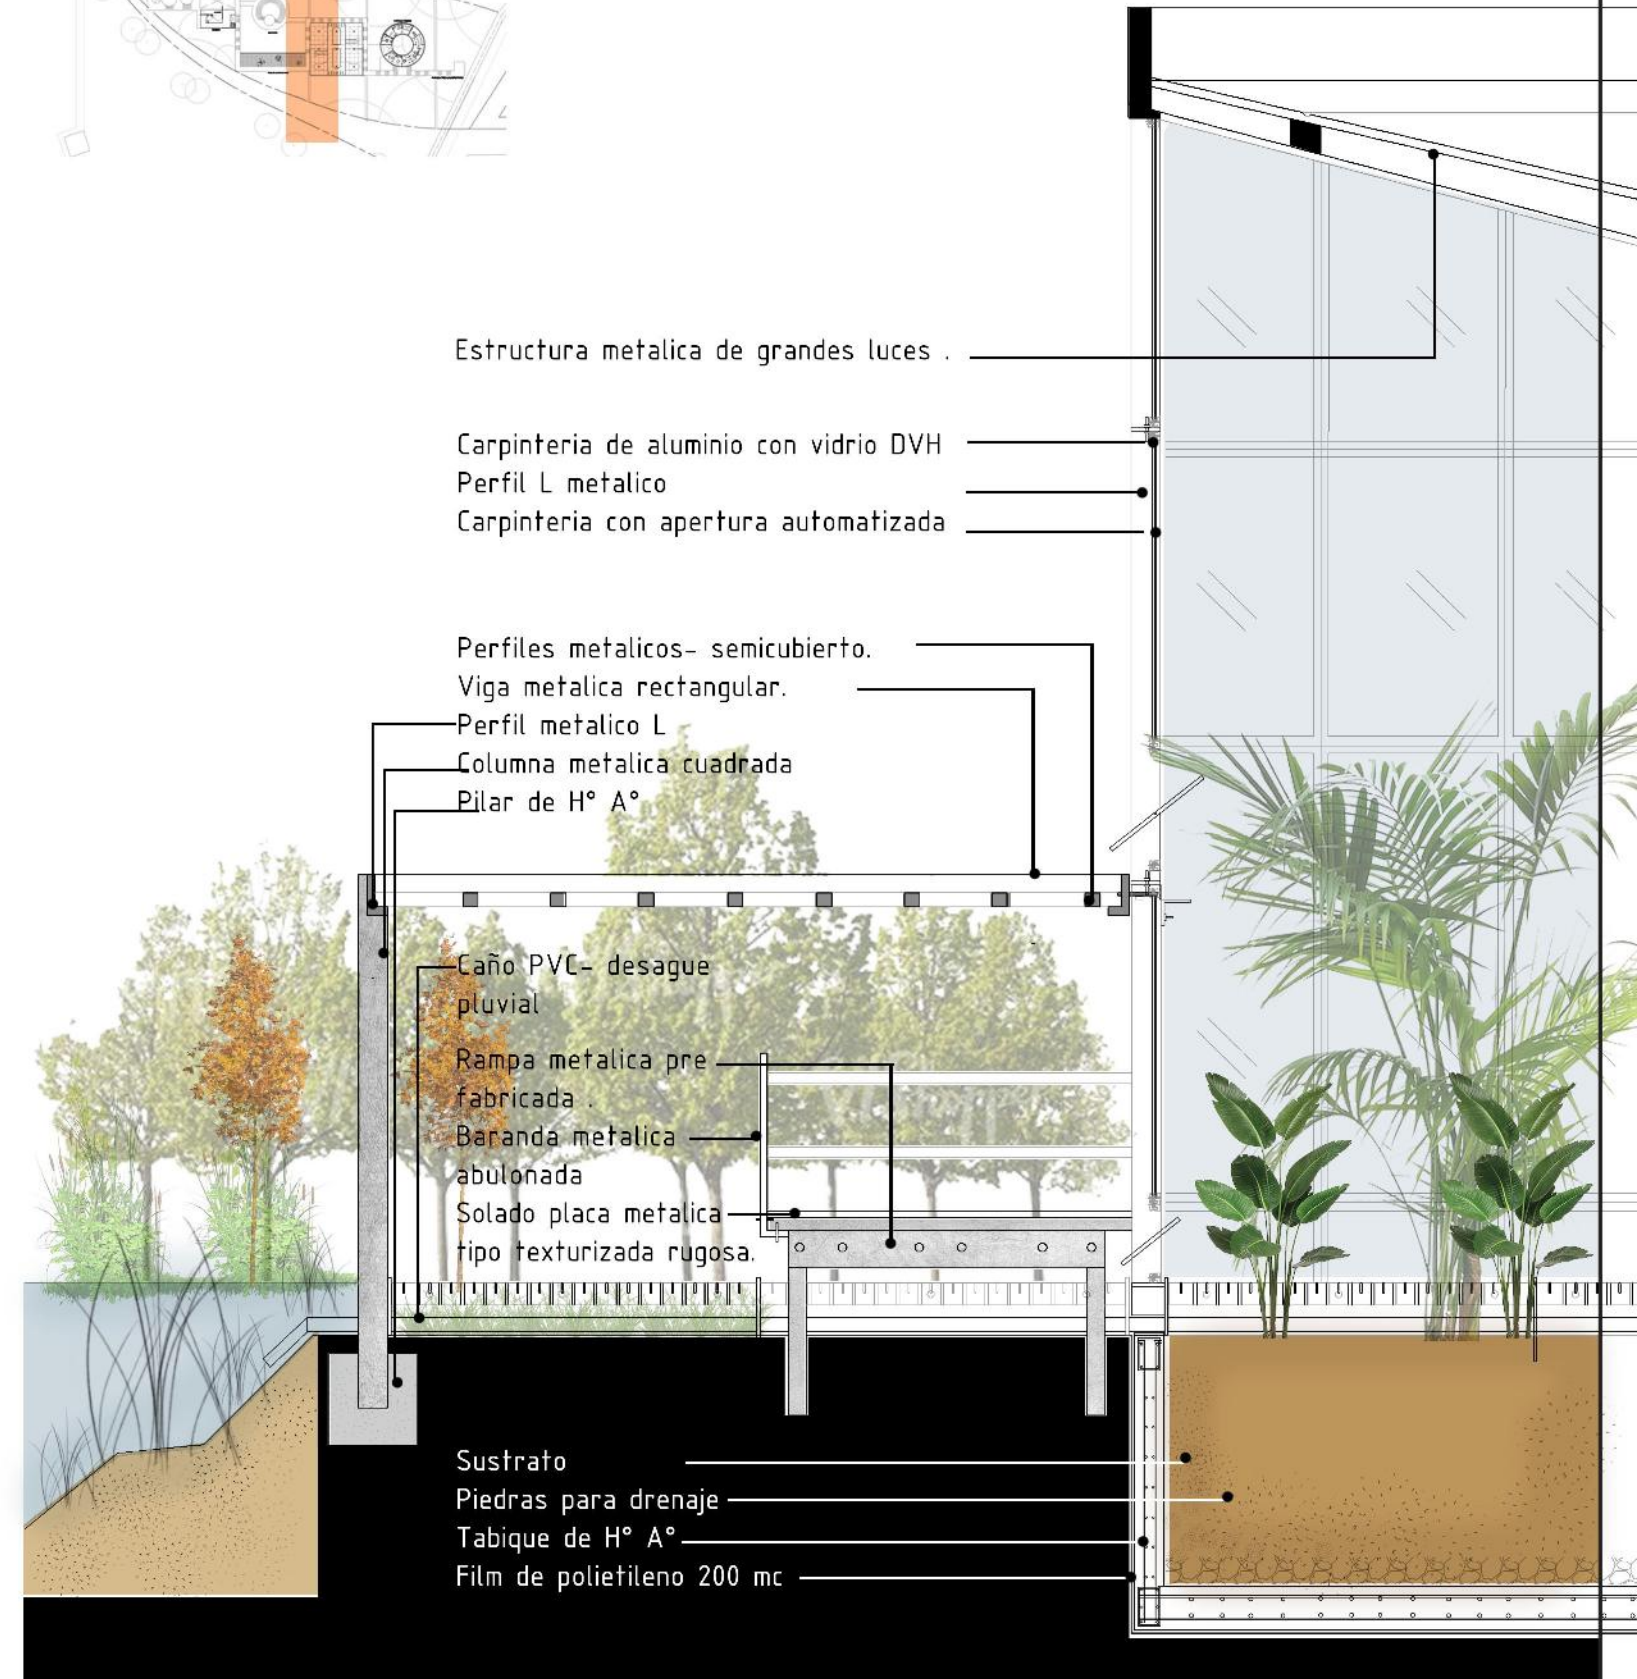 Estructura metalica de grandes luces .
Carpinteria de aluminio con vidrio DVH
Perfil L metalico
Carpinteria con apertura automatizada
Perfiles metalicos- semicubierto.
Viga metalica rectangular.
Perfil metalico L
Columna metalica cuadrada
Pilar de H° A°
Caño PVC- desague
pluvial
Rampa metalica pre
fabricada .
Baranda metalica
abulonada
Solado placa metalica
tipo texturizada rugosa.
Sustrato
Piedras para drenaje
Tabique de H° A°
Film de polietileno 200 mc